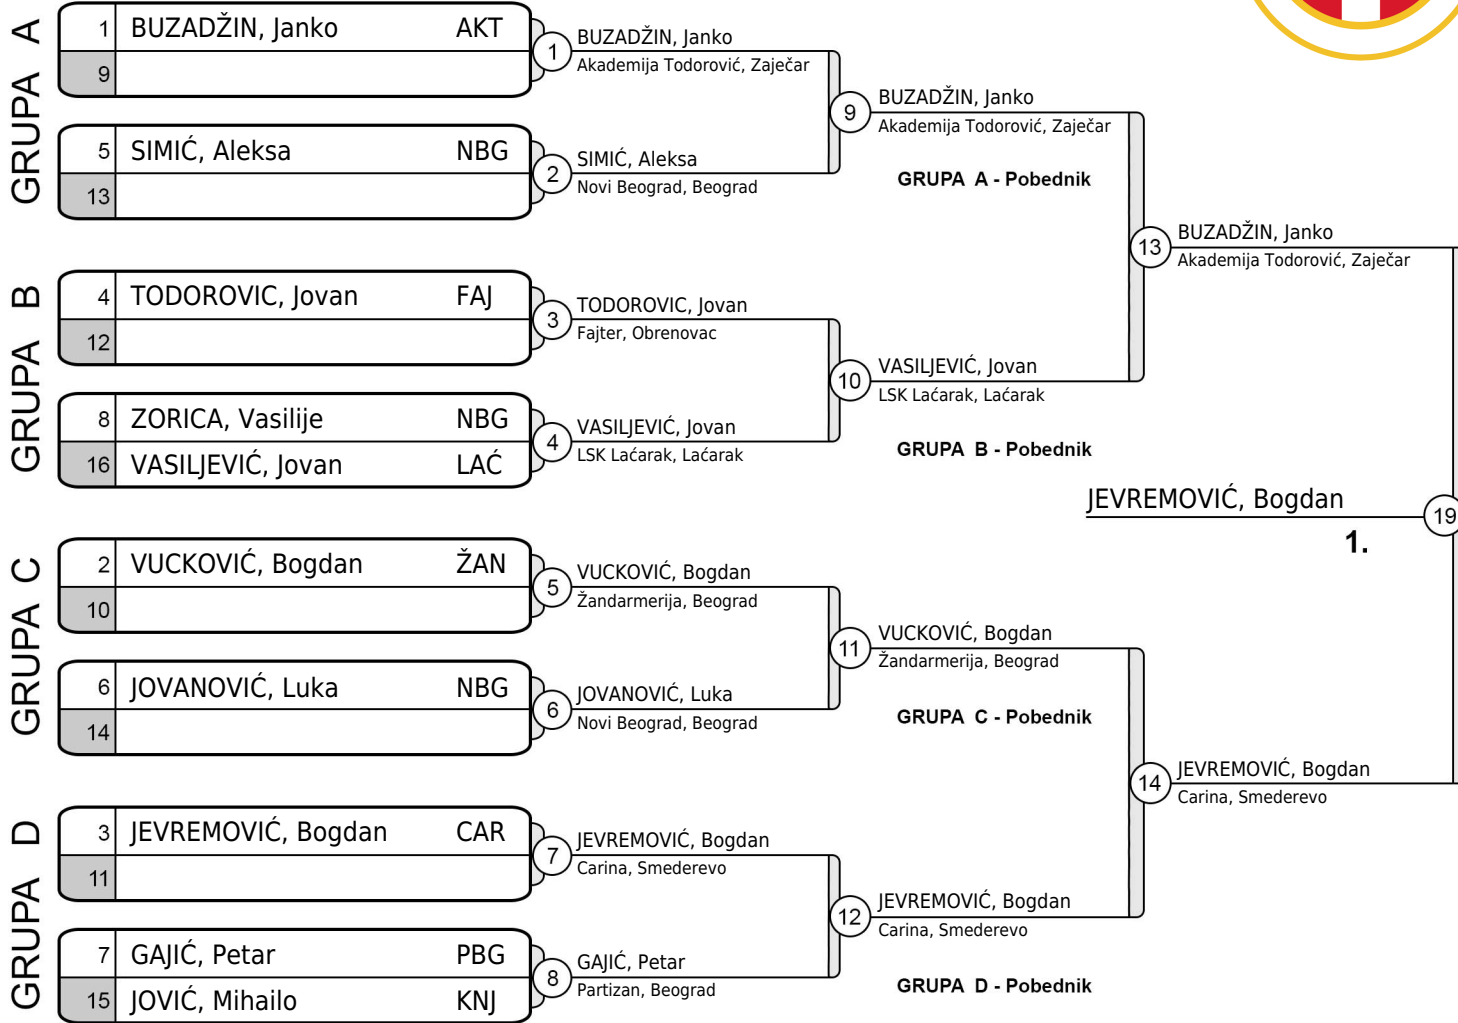 GRUPA A
1 BUZADŽIN, Janko AKT
9
5 SIMIĆ, Aleksa NBG
13
GRUPA B
4 TODOROVIC, Jovan FAJ
12
8 ZORICA, Vasilije NBG
16 VASILJEVIĆ, Jovan LAĆ
GRUPA C
2 VUCKOVIĆ, Bogdan ŽAN
10
6 JOVANOVIĆ, Luka NBG
14
GRUPA D
3 JEVREMOVIĆ, Bogdan CAR
11
7 GAJIĆ, Petar PBG
15 JOVIĆ, Mihailo KNJ
1 BUZADŽIN, Janko
Akademija Todorović, Zaječar
2 SIMIĆ, Aleksa
Novi Beograd, Beograd
3 TODOROVIC, Jovan
Fajter, Obrenovac
4 VASILJEVIĆ, Jovan
LSK Laćarak, Laćarak
5 VUCKOVIĆ, Bogdan
Žandarmerija, Beograd
6 JOVANOVIĆ, Luka
Novi Beograd, Beograd
7 JEVREMOVIĆ, Bogdan
Carina, Smederevo
8 GAJIĆ, Petar
Partizan, Beograd
9 BUZADŽIN, Janko
Akademija Todorović, Zaječar
GRUPA A - Pobednik
10 VASILJEVIĆ, Jovan
LSK Laćarak, Laćarak
GRUPA B - Pobednik
11 VUCKOVIĆ, Bogdan
Žandarmerija, Beograd
GRUPA C - Pobednik
12 JEVREMOVIĆ, Bogdan
Carina, Smederevo
GRUPA D - Pobednik
13 BUZADŽIN, Janko
Akademija Todorović, Zaječar
14 JEVREMOVIĆ, Bogdan
Carina, Smederevo
JEVREMOVIĆ, Bogdan 19
1.